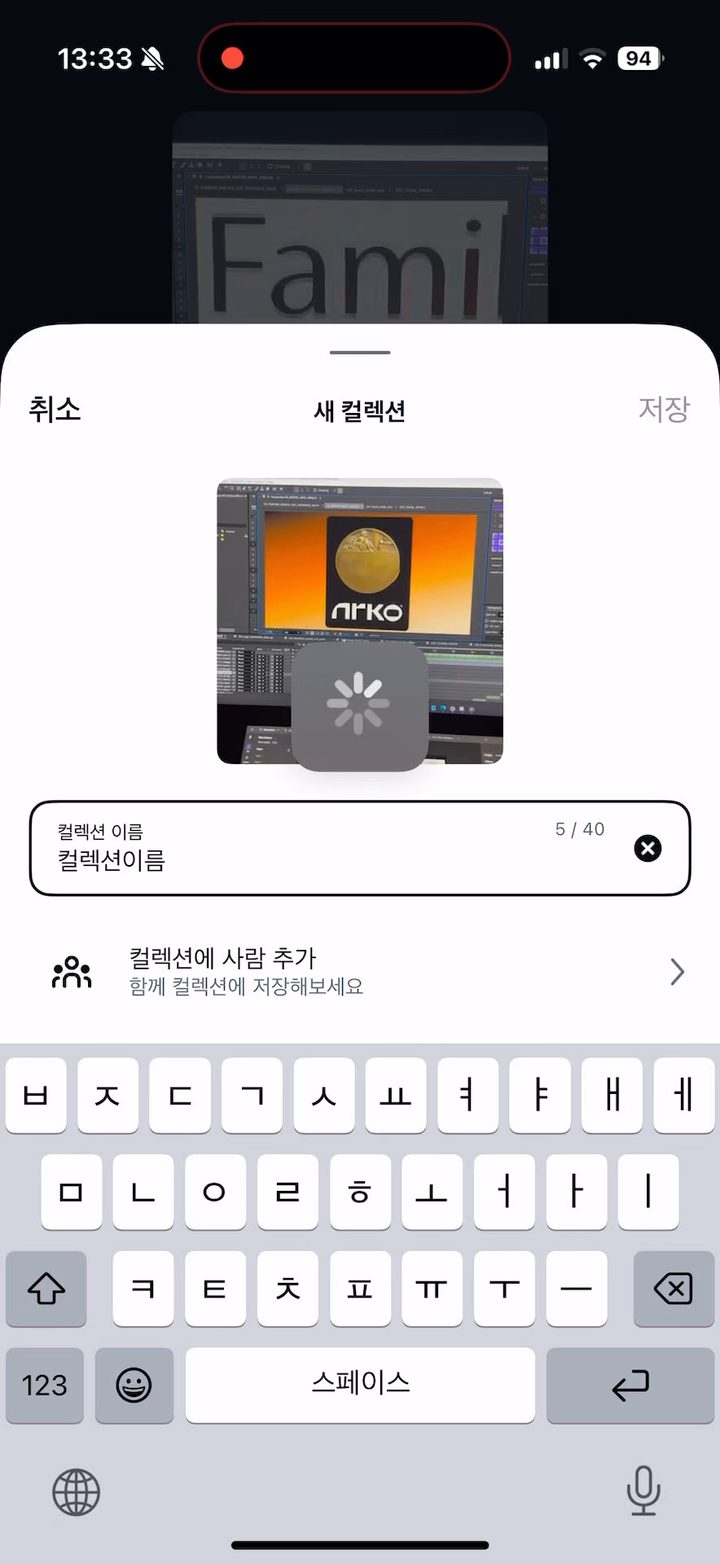 13:33
94
Fami
취소
새 컬렉션
저장
ARKO
컬렉션 이름
5 / 40
컬렉션이름
컬렉션에 사람 추가
함께 컬렉션에 저장해보세요
ㅂ ㅈ ㄷ ㄱ ㅅ ㅛ ㅕ ㅑ ㅐ ㅔ
ㅁ ㄴ ㅇ ㄹ ㅎ ㅗ ㅓ ㅏ ㅣ
ㅋ ㅌ ㅊ ㅍ ㅠ ㅜ ㅡ
123
스페이스